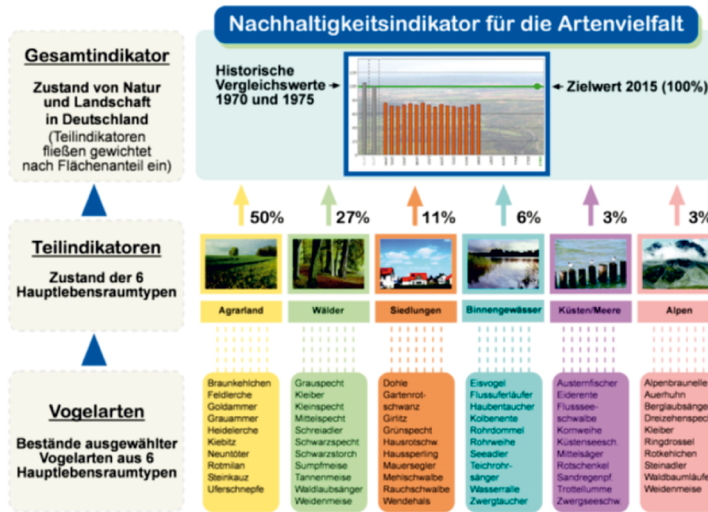 Nachhaltigkeitsindikator für die Artenvielfalt
Gesamtindikator
Zustand von Natur
und Landschaft
in Deutschland
(Teilindikatoren
fließen gewichtet
nach Flächenanteil ein)
Historische
Vergleichswerte
1970 und 1975
Zielwert 2015 (100%)
50%
27%
11%
6%
3%
3%
Teilindikatoren
Zustand der 6
Hauptlebensraumtypen
Agrarland
Wälder
Siedlungen
Binnengewässer
Küsten/Meere
Alpen
Vogelarten
Bestände ausgewählter
Vogelarten aus 6
Hauptlebensraumtypen
Braunkehlchen
Feldlerche
Goldammer
Grauammer
Heidelerche
Kiebitz
Neuntöter
Rotmilan
Steinkauz
Uferschnepfe
Grauspecht
Kleiber
Kleinspecht
Mittelspecht
Schreiadler
Schwarzspecht
Schwarzstorch
Sumpfmeise
Tannenmeise
Waldlaubsänger
Weidenmeise
Dohle
Gartenrot-
schwanz
Girlitz
Grünspecht
Hausrotschw.
Haussperling
Mauersegler
Mehlschwalbe
Rauchschwalbe
Wendehals
Eisvogel
Flussuferläufer
Haubentaucher
Kolbenente
Rohrdommel
Rohrweihe
Seeadler
Teichrohr-
sänger
Wasserralle
Zwergtaucher
Austernfischer
Eiderente
Flusssee-
schwalbe
Kornweihe
Küstenseesch.
Mittelsäger
Rotschenkel
Sandregenpf.
Trottellumme
Zwergseeschw.
Alpenbraunelle
Auerhuhn
Berglaubsänger
Dreizehenspecht
Kleiber
Ringdrossel
Rotkehlchen
Steinadler
Waldbaumläufer
Weidenmeise